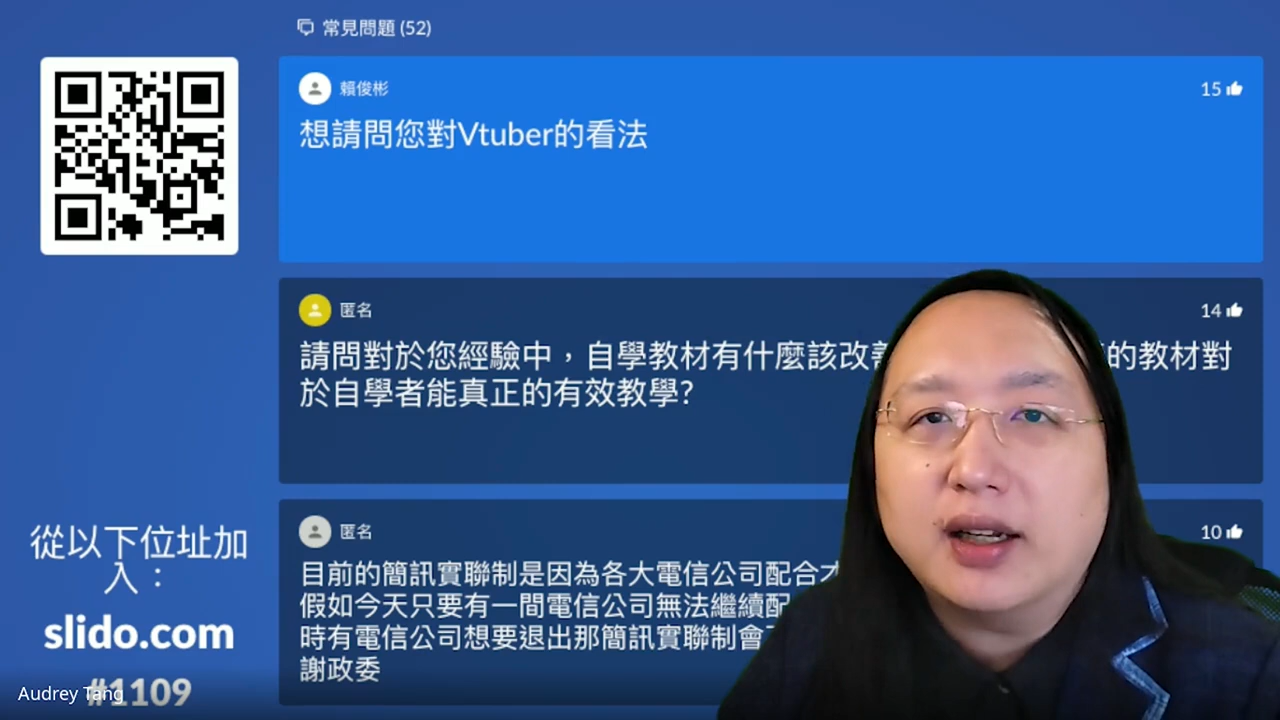 常見問題 (52)
賴俊彬
15
想請問您對Vtuber的看法
匿名
14
請問對於您經驗中，自學教材有什麼該改善 的教材對
於自學者能真正的有效教學?
匿名
10
目前的簡訊實聯制是因為各大電信公司配合才
假如今天只要有一間電信公司無法繼續配
時有電信公司想要退出那簡訊實聯制會
謝政委
從以下位址加
入：
slido.com
#1109
Audrey Tang